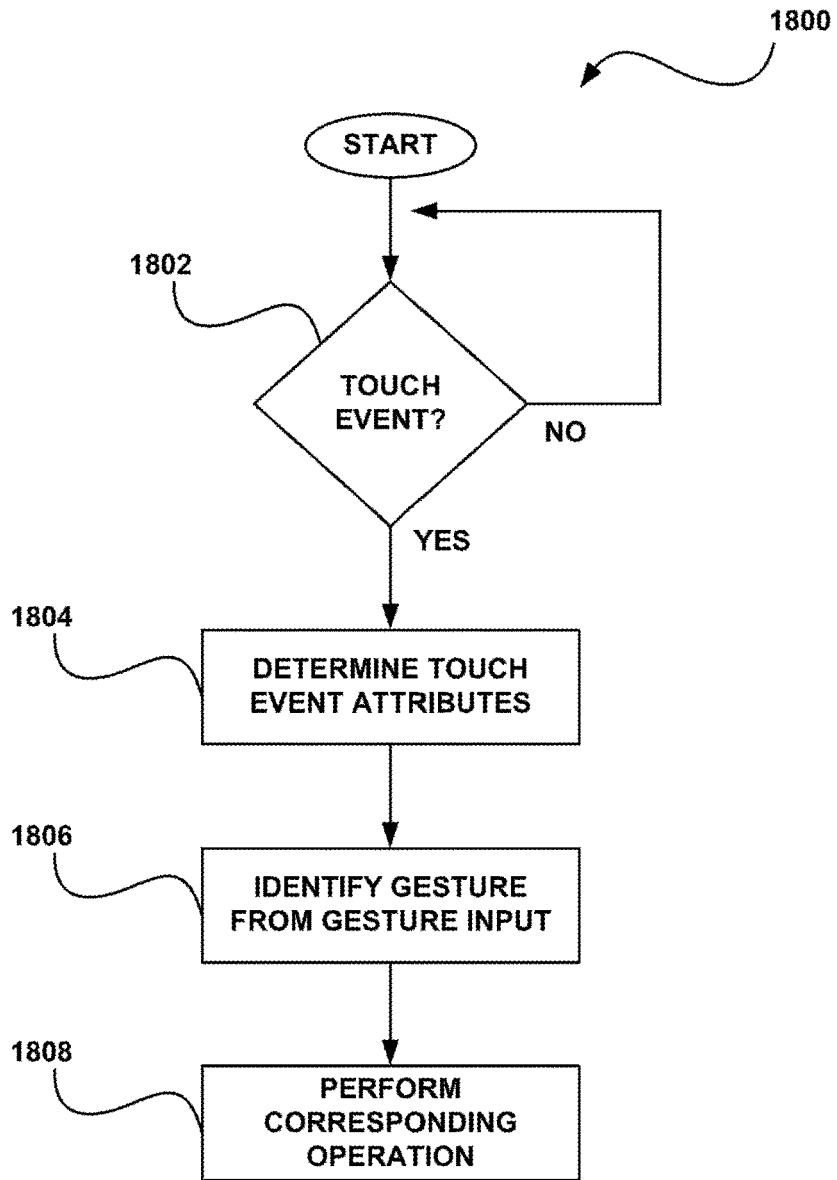 1800
START
1802
TOUCH
EVENT?
NO
YES
1804
DETERMINE TOUCH
EVENT ATTRIBUTES
1806
IDENTIFY GESTURE
FROM GESTURE INPUT
1808
PERFORM
CORRESPONDING
OPERATION